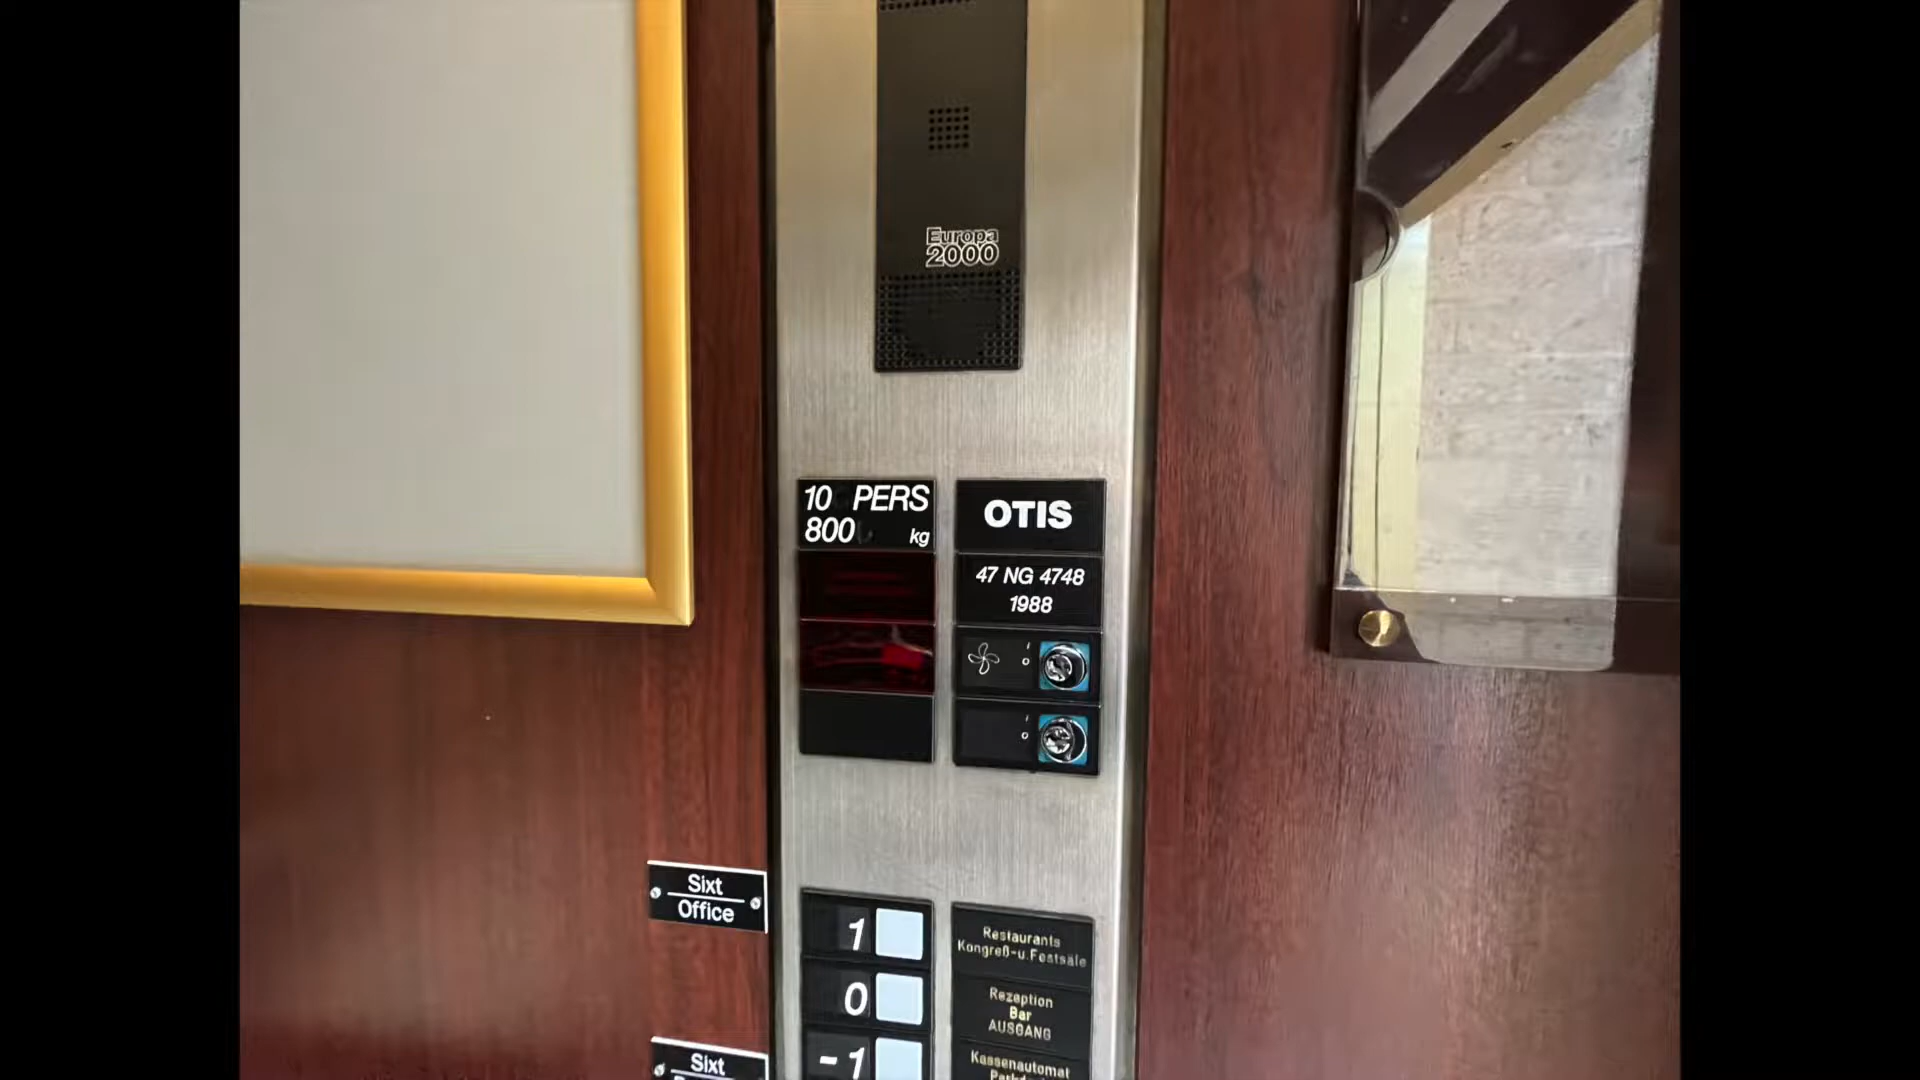 Europa
2000
10 PERS
800 kg
OTIS
47 NG 4748
1988
Sixt
Office
1
Restaurants
Kongreß-u.Festsäle
0
Rezeption
Bar
AUSGANG
-1
Kassenautomat
Sixt